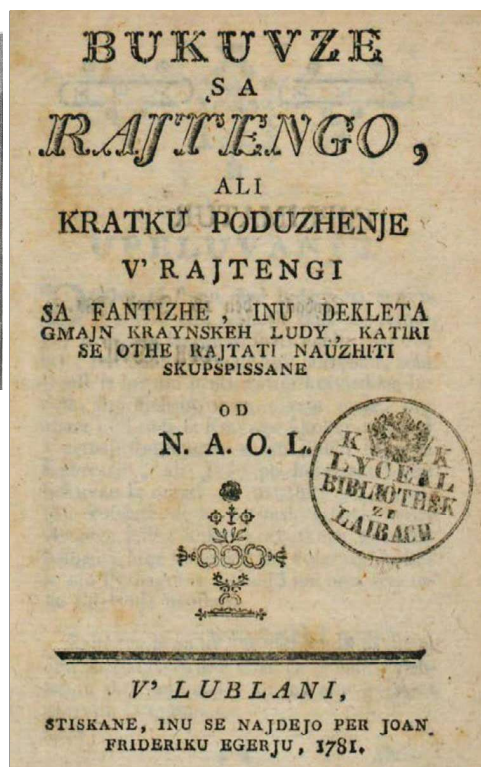 BUKUVZE
SA
RAJTENGO,
ALI
KRATKU PODUZHENJE
V' RAJTENGI
SA FANTIZHE, INU DEKLETA
GMAJN KRAYNSKEH LUDY, KATIRI
SE OTHE RAJTATI NAUZHITI
SKUPSPISSANE
OD
N. A. O. L.
K K
LYCEAL
BIBLIOTHEK
ZU
LAIBACH
V' LUBLANI,
STISKANE, INU SE NAJDEJO PER JOAN.
FRIDERIKU EGERJU, 1781.